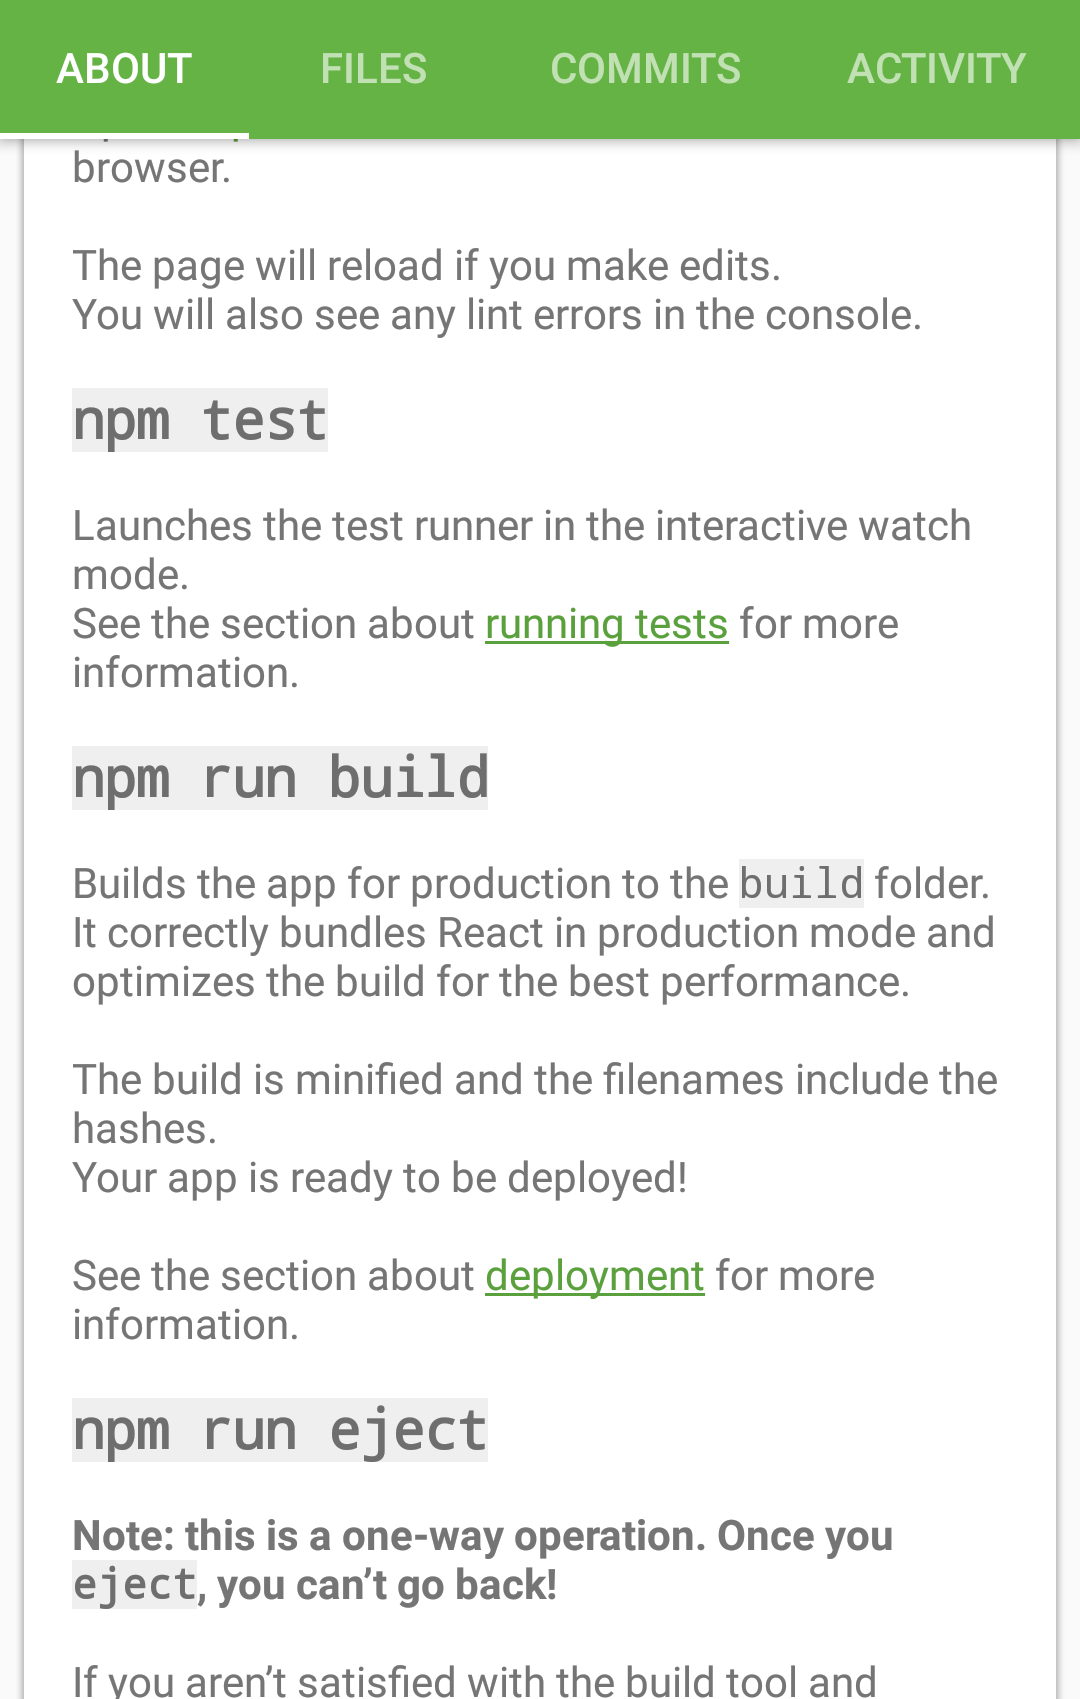 ABOUT FILES COMMITS ACTIVITY
browser.
The page will reload if you make edits.
You will also see any lint errors in the console.
npm test
Launches the test runner in the interactive watch
mode.
See the section about running tests for more
information.
npm run build
Builds the app for production to the build folder.
It correctly bundles React in production mode and
optimizes the build for the best performance.
The build is minified and the filenames include the
hashes.
Your app is ready to be deployed!
See the section about deployment for more
information.
npm run eject
Note: this is a one-way operation. Once you
eject, you can’t go back!
If you aren’t satisfied with the build tool and